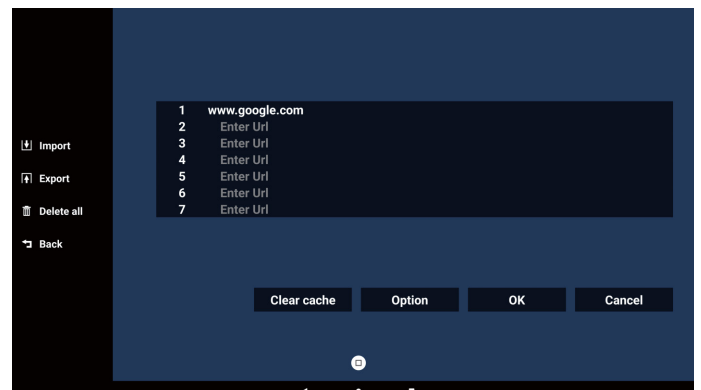 Import
Export
Delete all
Back
1 www.google.com
2 Enter Url
3 Enter Url
4 Enter Url
5 Enter Url
6 Enter Url
7 Enter Url
Clear cache Option OK Cancel